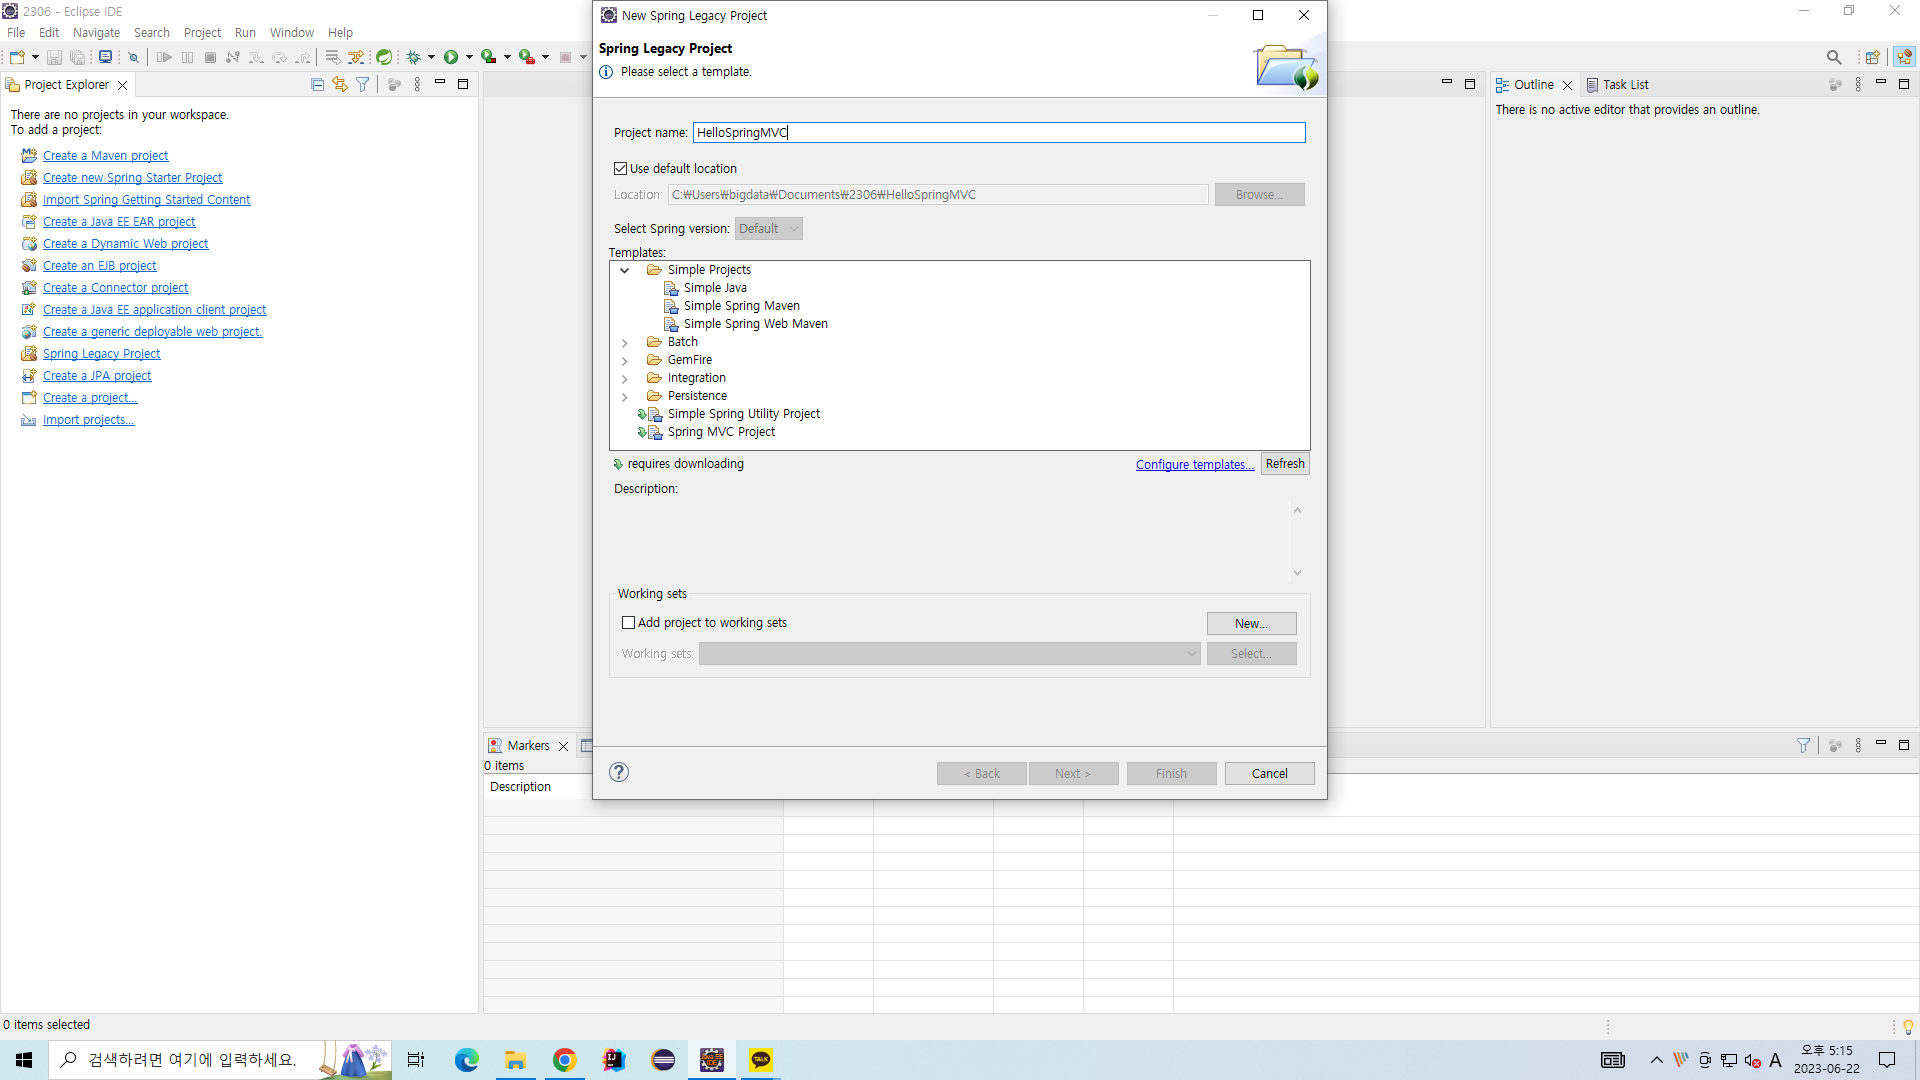 2306 - Eclipse IDE
File Edit Navigate Search Project Run Window Help
Project Explorer
There are no projects in your workspace.
To add a project:
Create a Maven project
Create new Spring Starter Project
Import Spring Getting Started Content
Create a Java EE EAR project
Create a Dynamic Web project
Create an EJB project
Create a Connector project
Create a Java EE application client project
Create a generic deployable web project.
Spring Legacy Project
Create a JPA project
Create a project...
Import projects...
New Spring Legacy Project
Spring Legacy Project
Please select a template.
Project name: HelloSpringMVC
Use default location
Location: C:₩Users₩bigdata₩Documents₩2306₩HelloSpringMVC Browse...
Select Spring version: Default
Templates:
Simple Projects
Simple Java
Simple Spring Maven
Simple Spring Web Maven
Batch
GemFire
Integration
Persistence
Simple Spring Utility Project
Spring MVC Project
requires downloading Configure templates... Refresh
Description:
Working sets
Add project to working sets New...
Working sets: Select...
< Back Next > Finish Cancel
Outline Task List
There is no active editor that provides an outline.
Markers
0 items
Description
0 items selected
검색하려면 여기에 입력하세요.
TALK
A
오후 5:15
2023-06-22